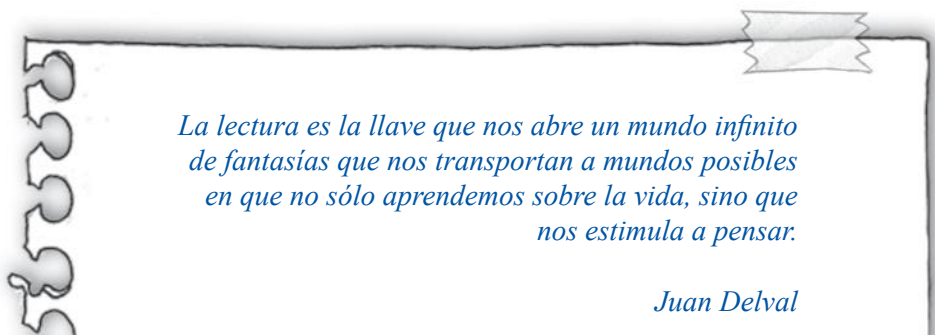 La lectura es la llave que nos abre un mundo infinito
de fantasías que nos transportan a mundos posibles
en que no sólo aprendemos sobre la vida, sino que
nos estimula a pensar.
Juan Delval